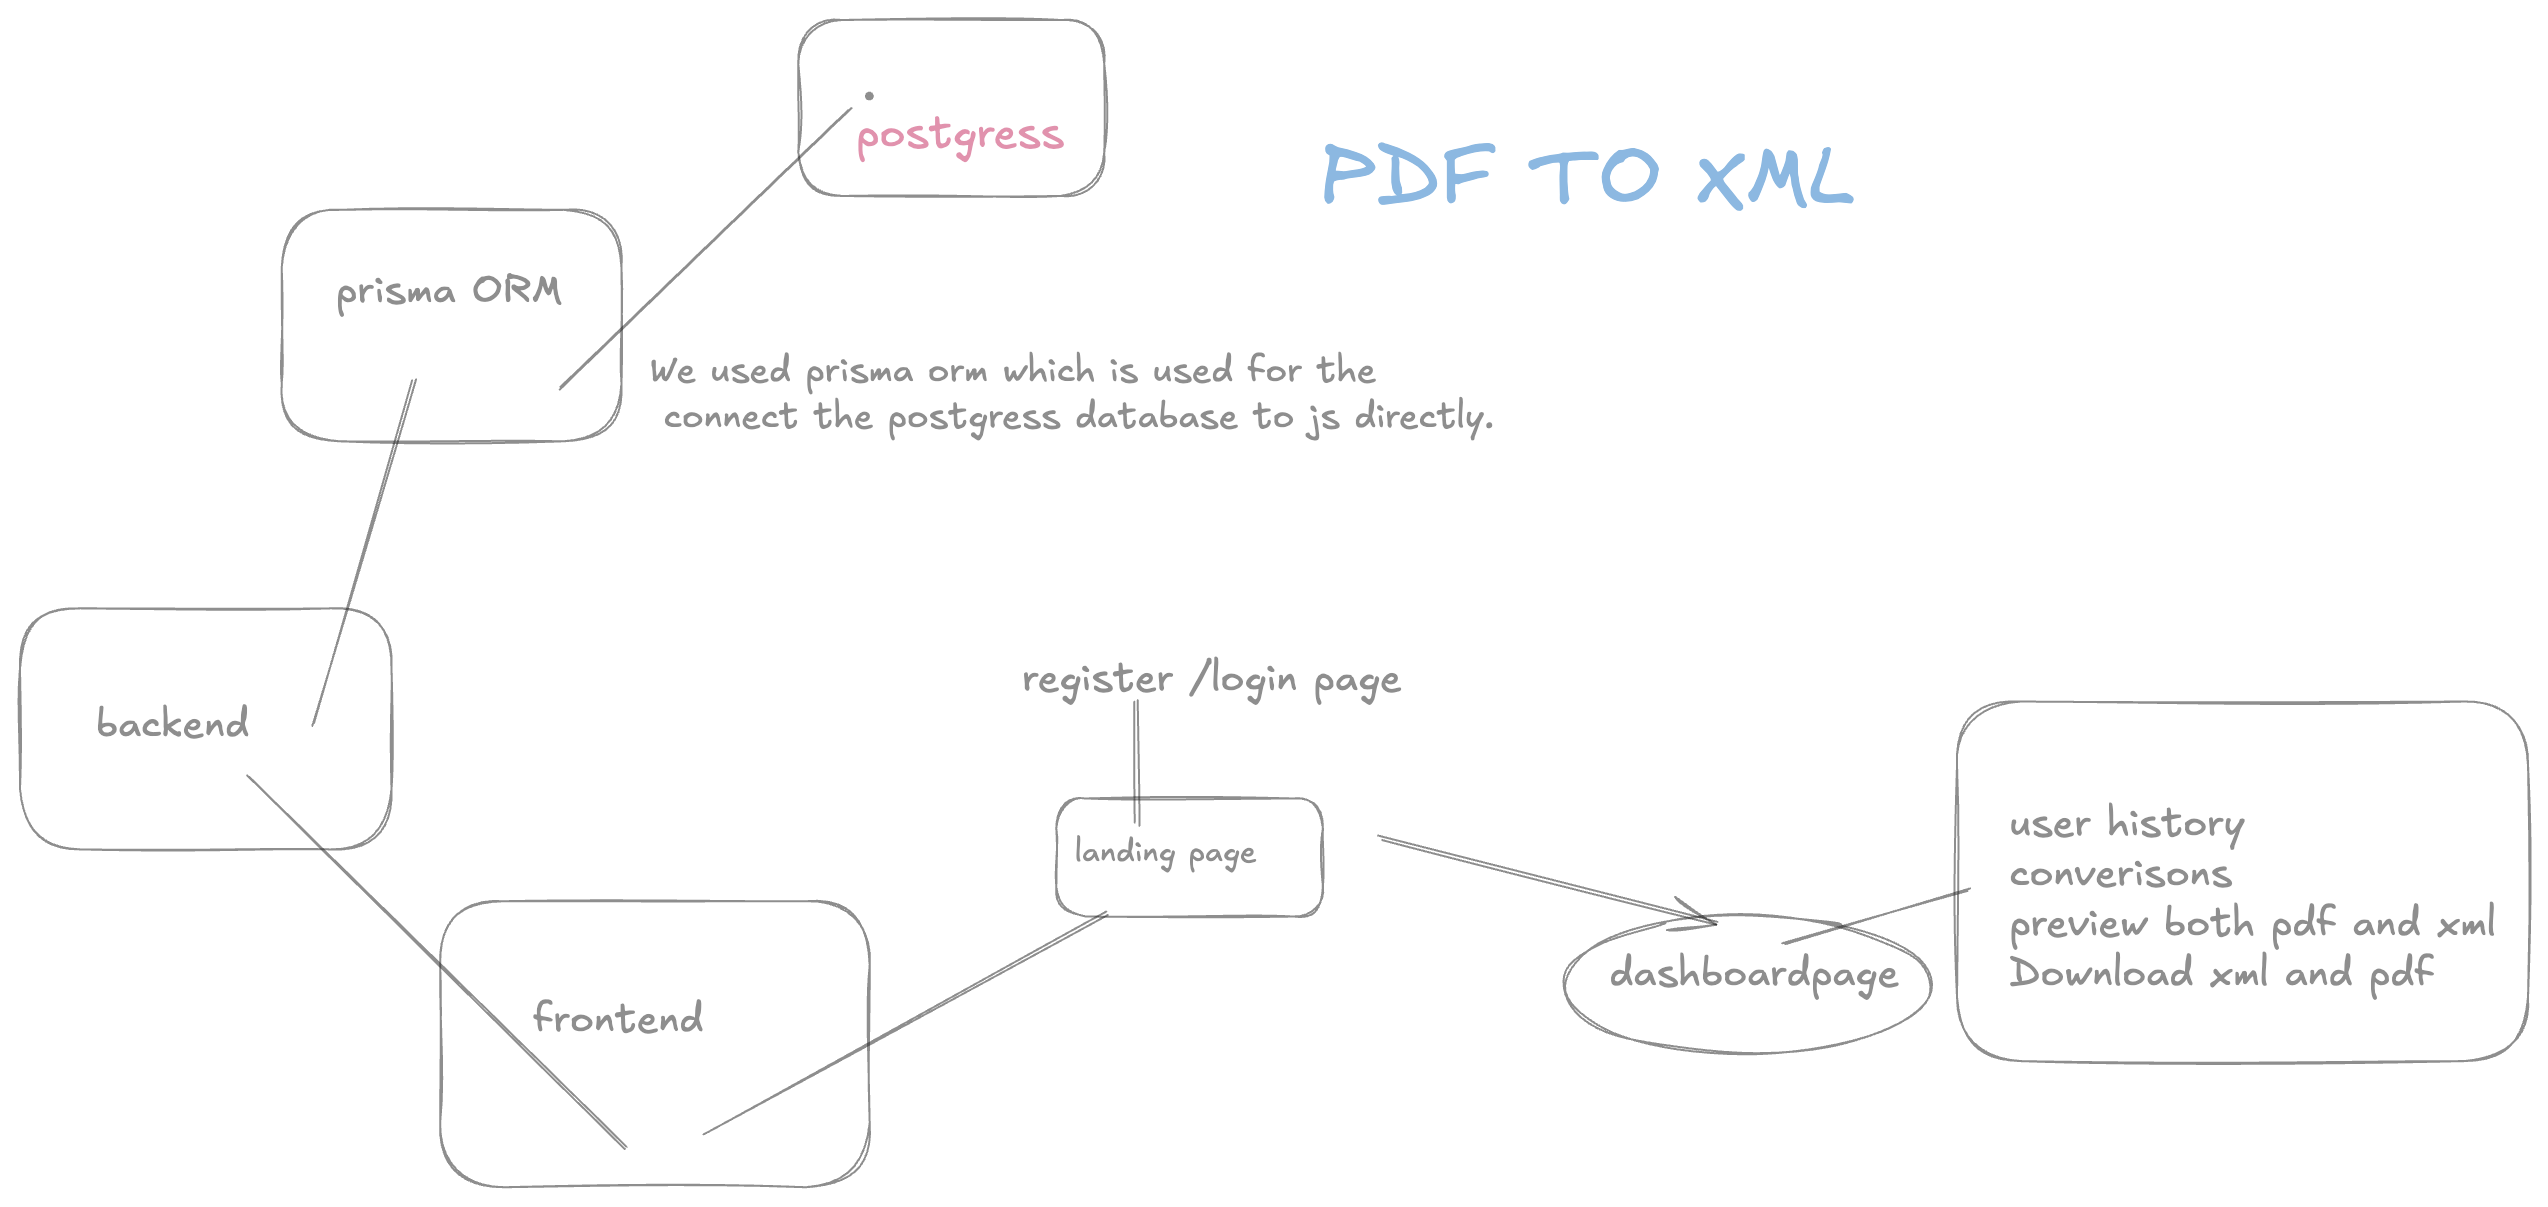 postgress
PDF TO XML
prisma ORM
We used prisma orm which is used for the
connect the postgress database to js directly.
backend
register /login page
landing page
frontend
dashboardpage
user history
converisons
preview both pdf and xml
Download xml and pdf